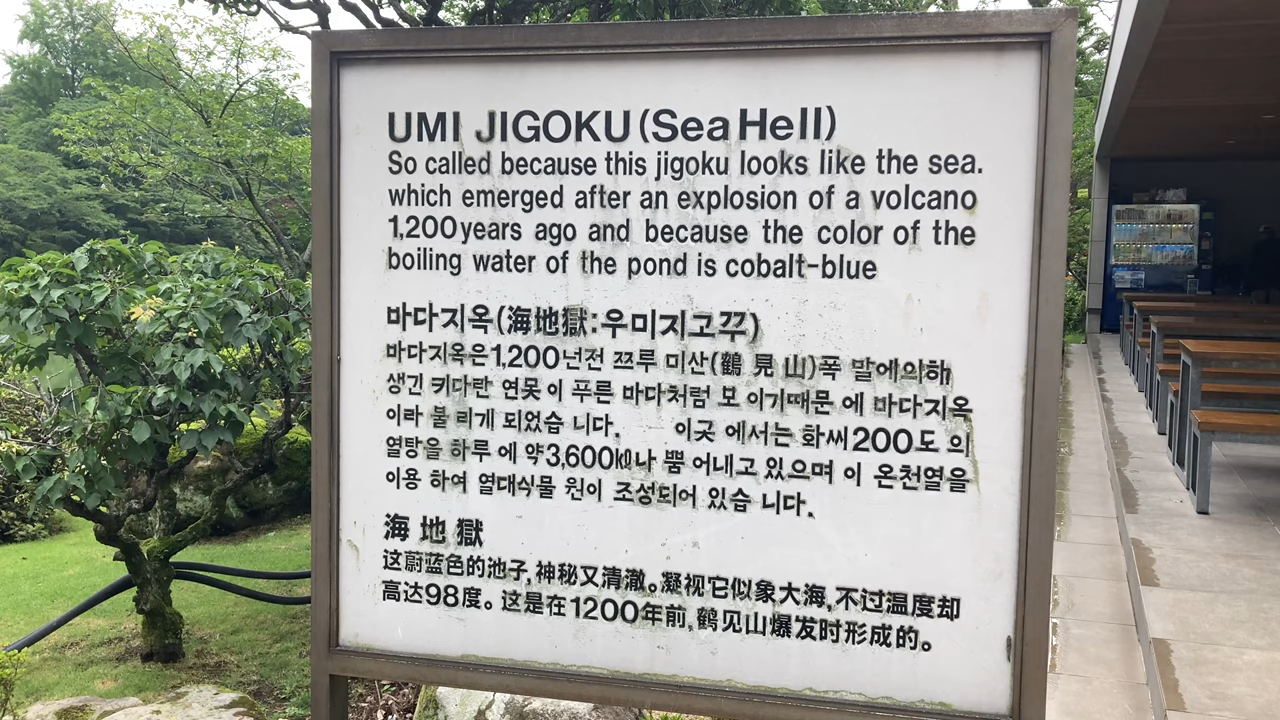 UMI JIGOKU (Sea Hell)
So called because this jigoku looks like the sea.
which emerged after an explosion of a volcano
1,200 years ago and because the color of the
boiling water of the pond is cobalt-blue
바다지옥(海地獄:우미지고꾸)
바다지옥은1,200년전 쯔루 미산(鶴 見 山)폭 발에의해
생긴 커다란 연못 이 푸른 바다처럼 보 이기때문 에 바다지옥
이라 불 리게 되었습 니다. 이곳 에서는 화씨200도 의
열탕을 하루 에 약3,600㎘나 뿜 어내고 있으며 이 온천열을
이용 하여 열대식물 원이 조성되어 있습 니다.
海 地 獄
这蔚蓝色的池子,神秘又清澈。凝视它似象大海,不过温度却
高达98度。这是在1200年前,鹤见山爆发时形成的。